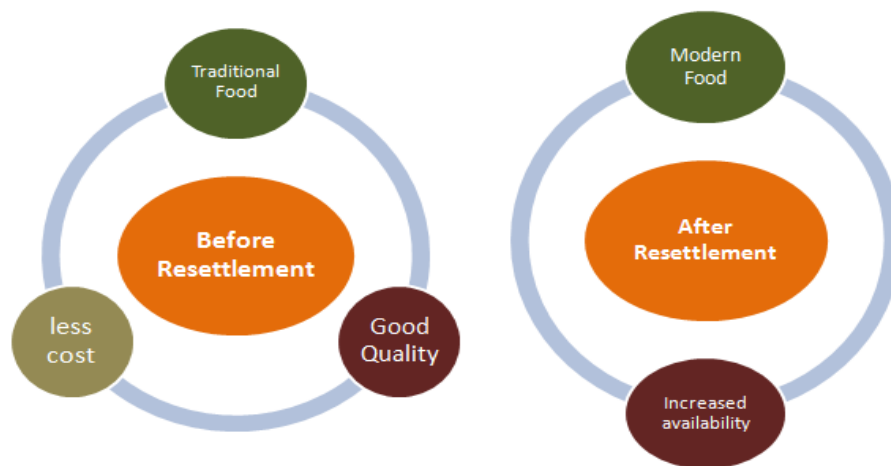 Traditional
Food
Before
Resettlement
less
cost
Good
Quality
Modern
Food
After
Resettlement
Increased
availability